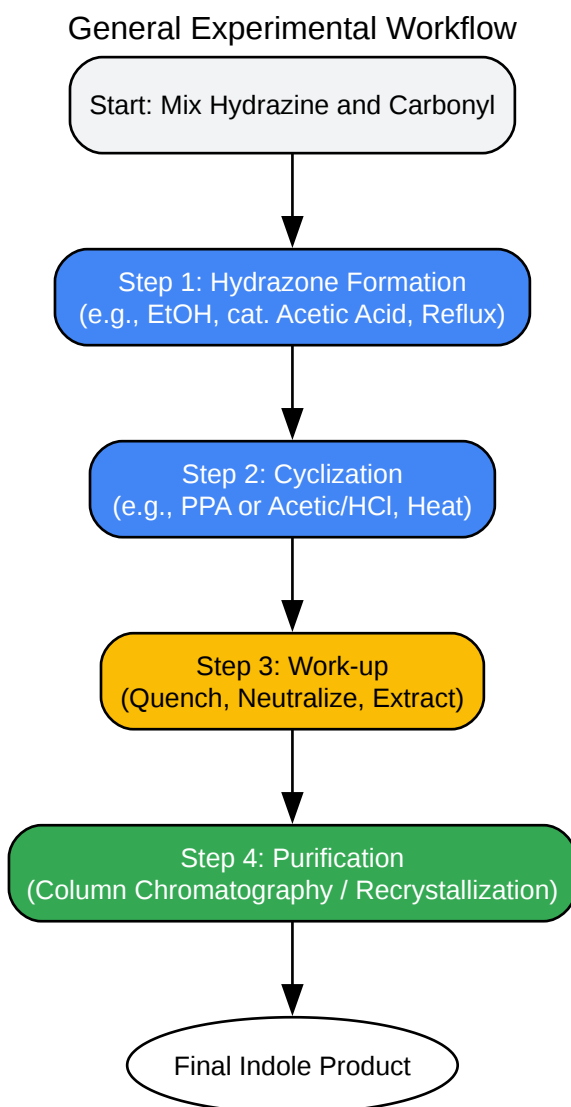 General Experimental Workflow
Start: Mix Hydrazine and Carbonyl
Step 1: Hydrazone Formation
(e.g., EtOH, cat. Acetic Acid, Reflux)
Step 2: Cyclization
(e.g., PPA or Acetic/HCl, Heat)
Step 3: Work-up
(Quench, Neutralize, Extract)
Step 4: Purification
(Column Chromatography / Recrystallization)
Final Indole Product